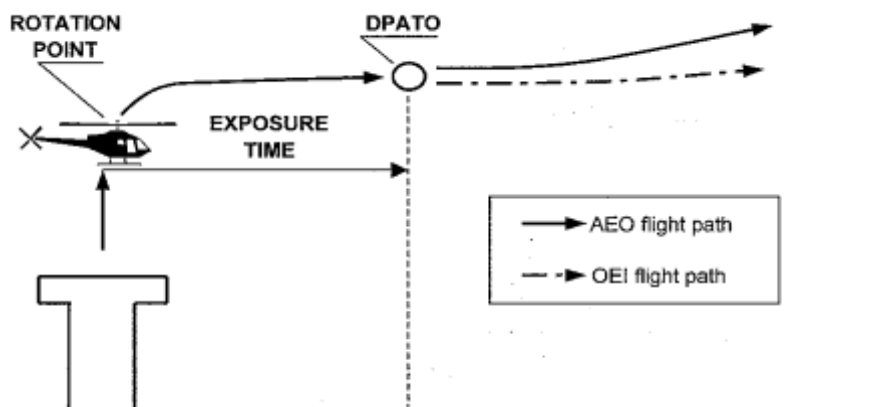 ROTATION
POINT
DPATO
EXPOSURE
TIME
AEO flight path
OEI flight path